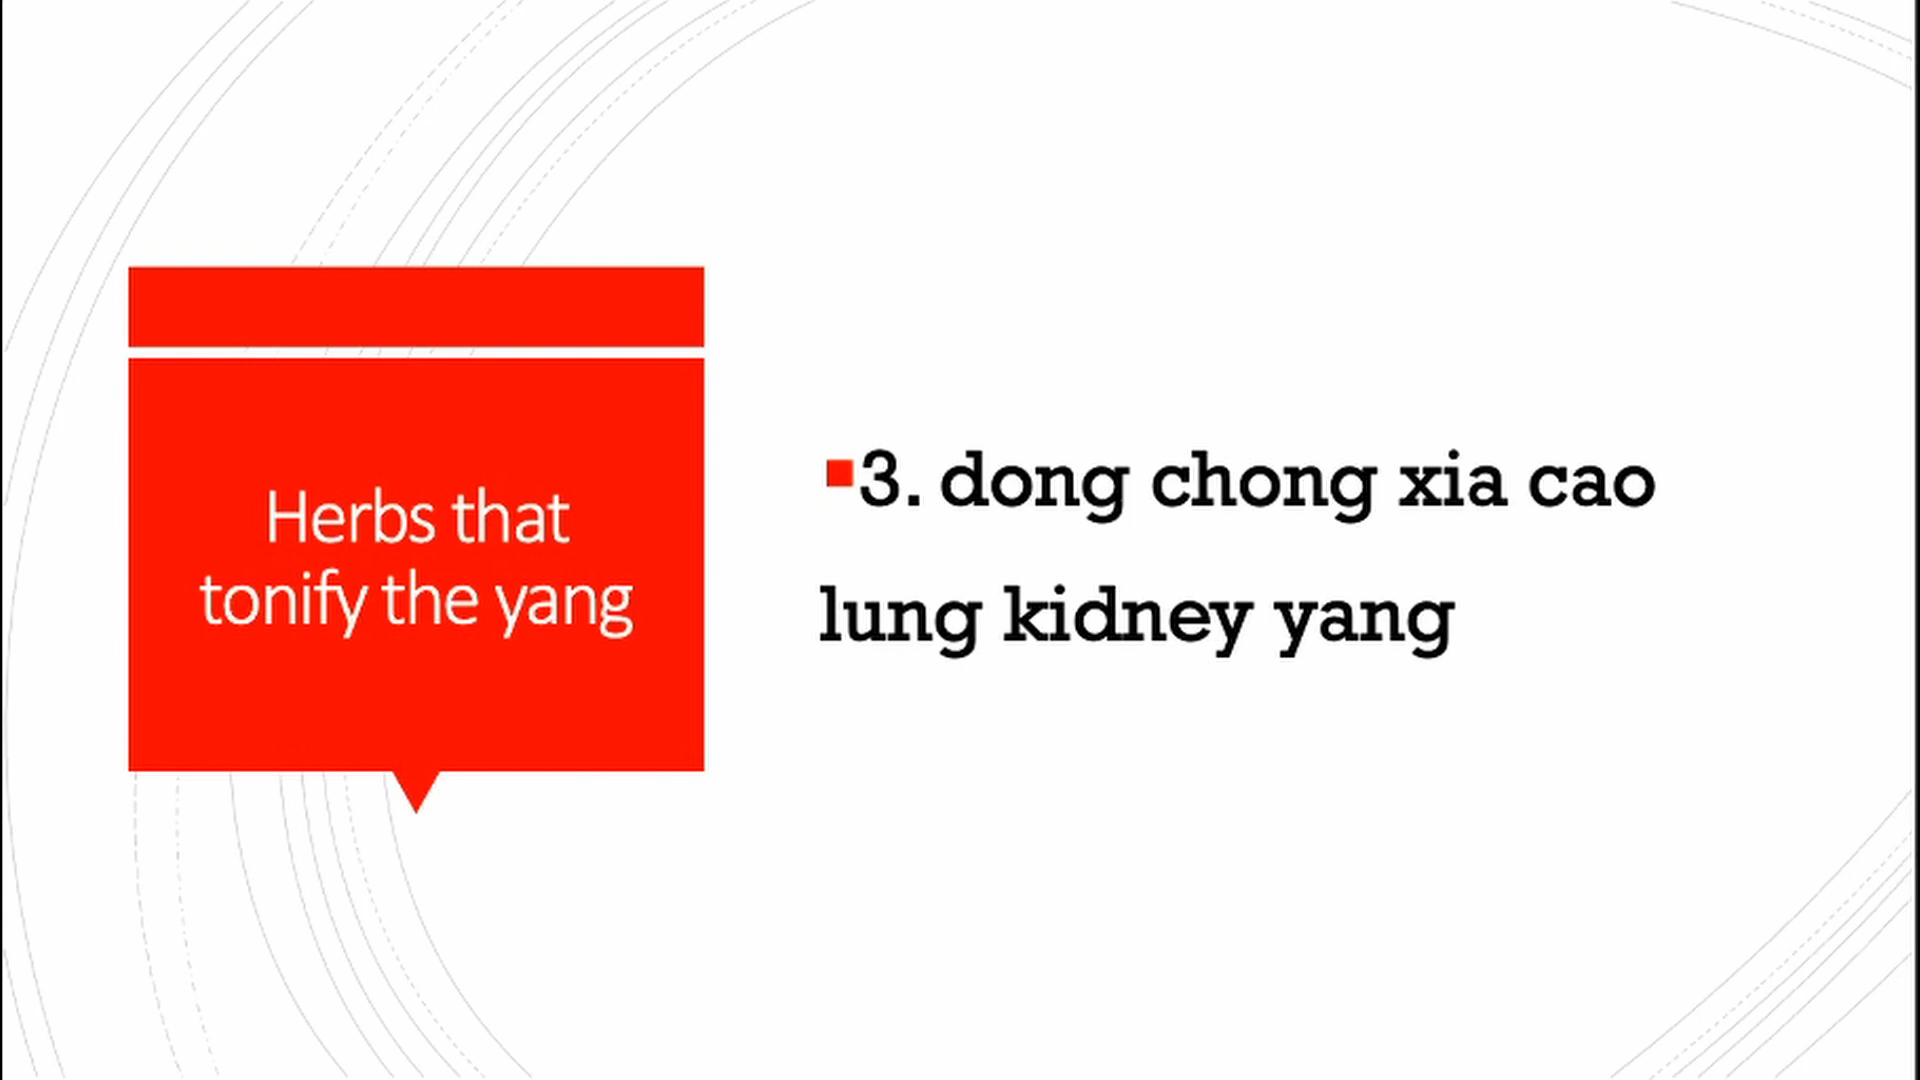 Herbs that
tonify the yang
3. dong chong xia cao
lung kidney yang